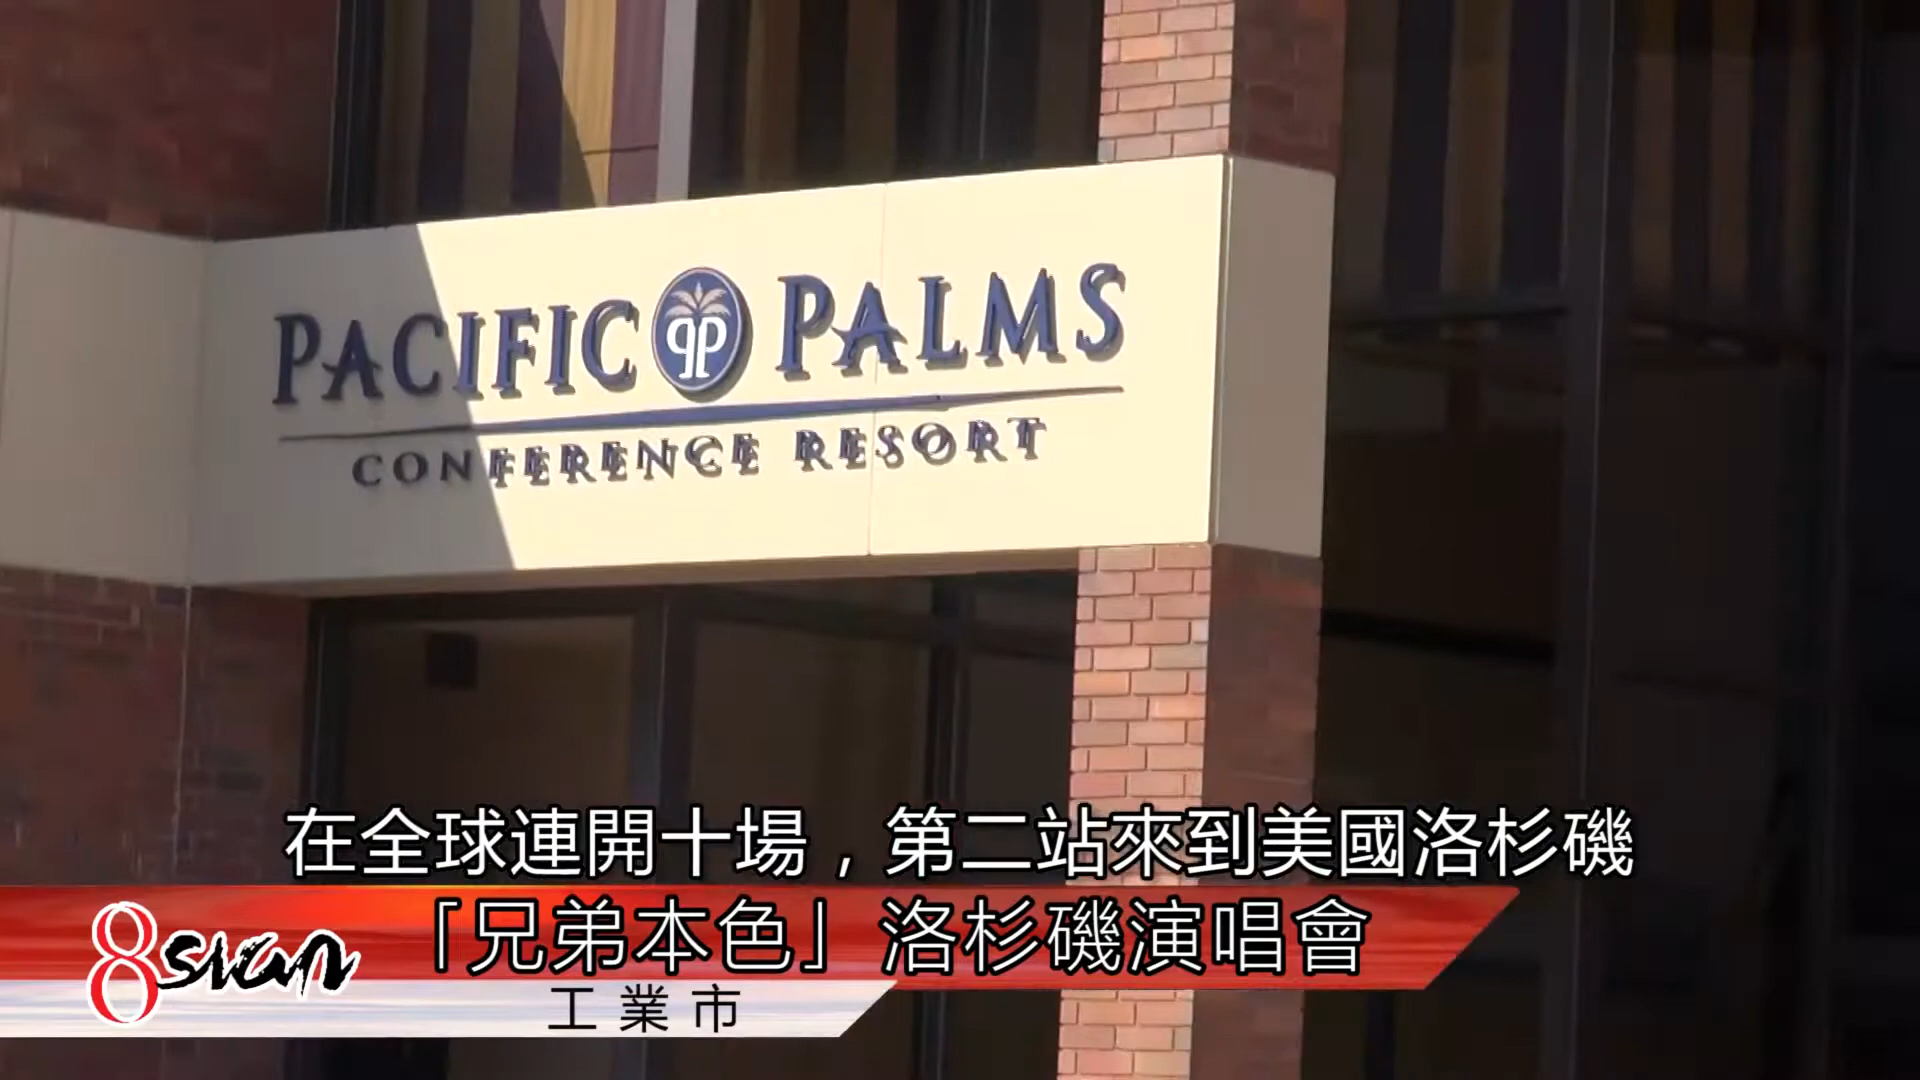 PACIFIC PP PALMS
CONFERENCE RESORT
在全球連開十場，第二站來到美國洛杉磯
「兄弟本色」洛杉磯演唱會
8sian
工業市